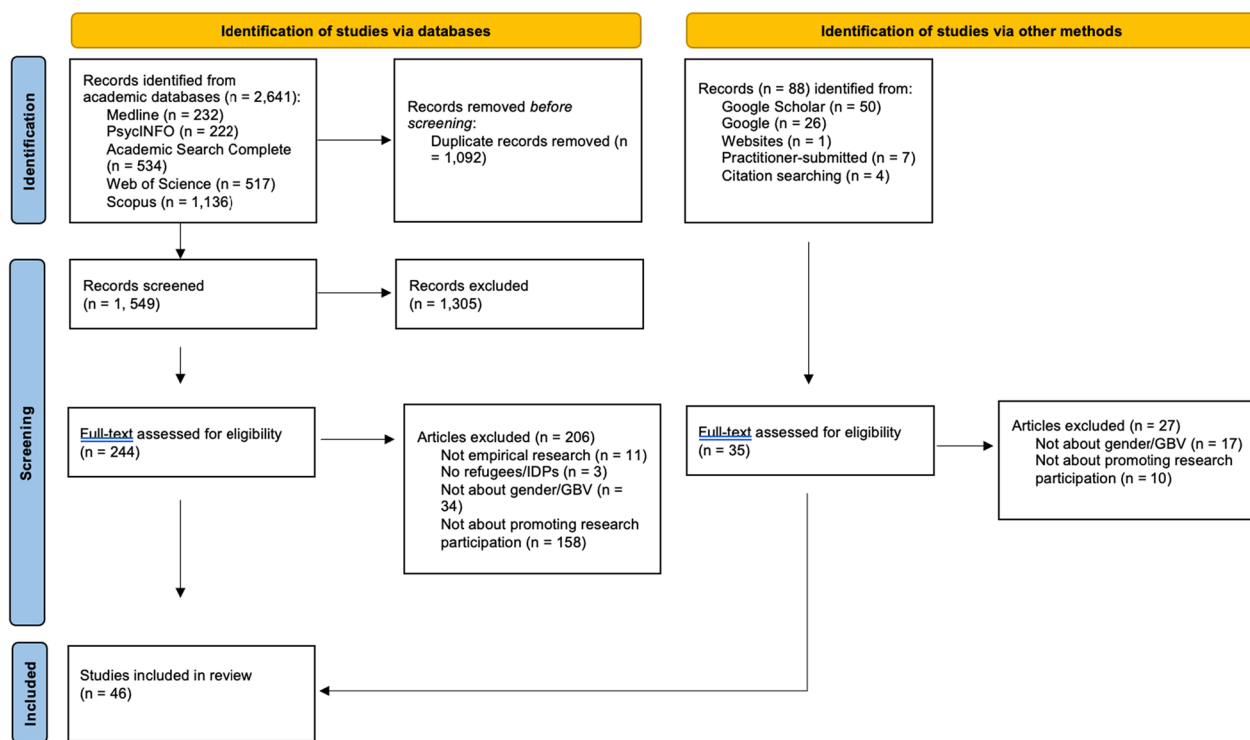 Identification of studies via databases
Identification of studies via other methods
Identification
Records identified from
academic databases (n = 2,641):
Medline (n = 232)
PsycINFO (n = 222)
Academic Search Complete
(n = 534)
Web of Science (n = 517)
Scopus (n = 1,136)
Records removed before
screening:
Duplicate records removed (n
= 1,092)
Records (n = 88) identified from:
Google Scholar (n = 50)
Google (n = 26)
Websites (n = 1)
Practitioner-submitted (n = 7)
Citation searching (n = 4)
Screening
Records screened
(n = 1, 549)
Records excluded
(n = 1,305)
Full-text assessed for eligibility
(n = 244)
Articles excluded (n = 206)
Not empirical research (n = 11)
No refugees/IDPs (n = 3)
Not about gender/GBV (n =
34)
Not about promoting research
participation (n = 158)
Full-text assessed for eligibility
(n = 35)
Articles excluded (n = 27)
Not about gender/GBV (n = 17)
Not about promoting research
participation (n = 10)
Included
Studies included in review
(n = 46)